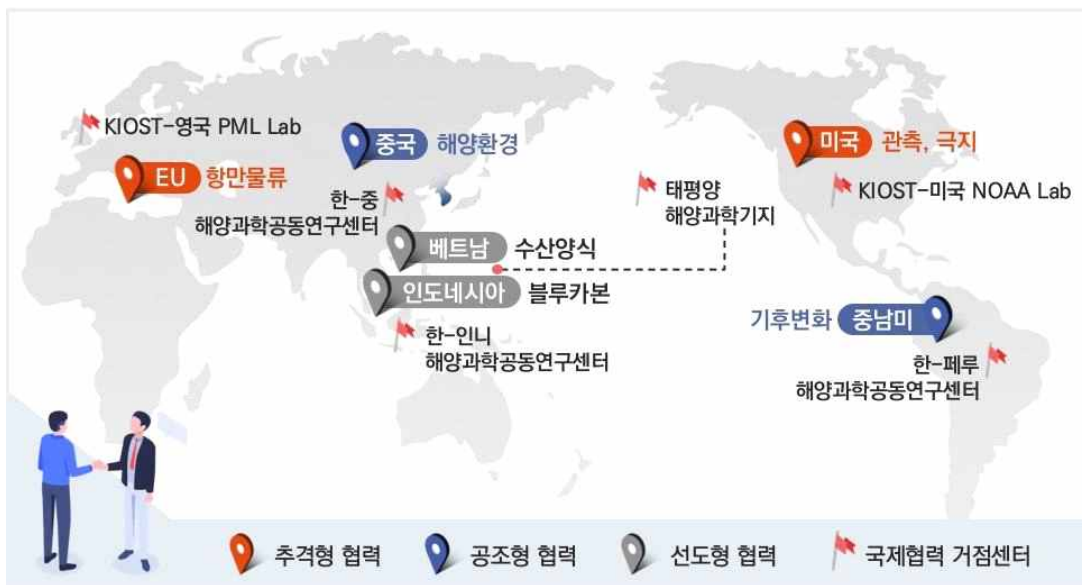 KIOST-영국 PML Lab
EU 항만물류
중국 해양환경
한-중
해양과학공동연구센터
베트남 수산양식
인도네시아 블루카본
한-인니
해양과학공동연구센터
태평양
해양과학기지
미국 관측, 극지
KIOST-미국 NOAA Lab
기후변화 중남미
한-페루
해양과학공동연구센터
추격형 협력 공조형 협력 선도형 협력 국제협력 거점센터